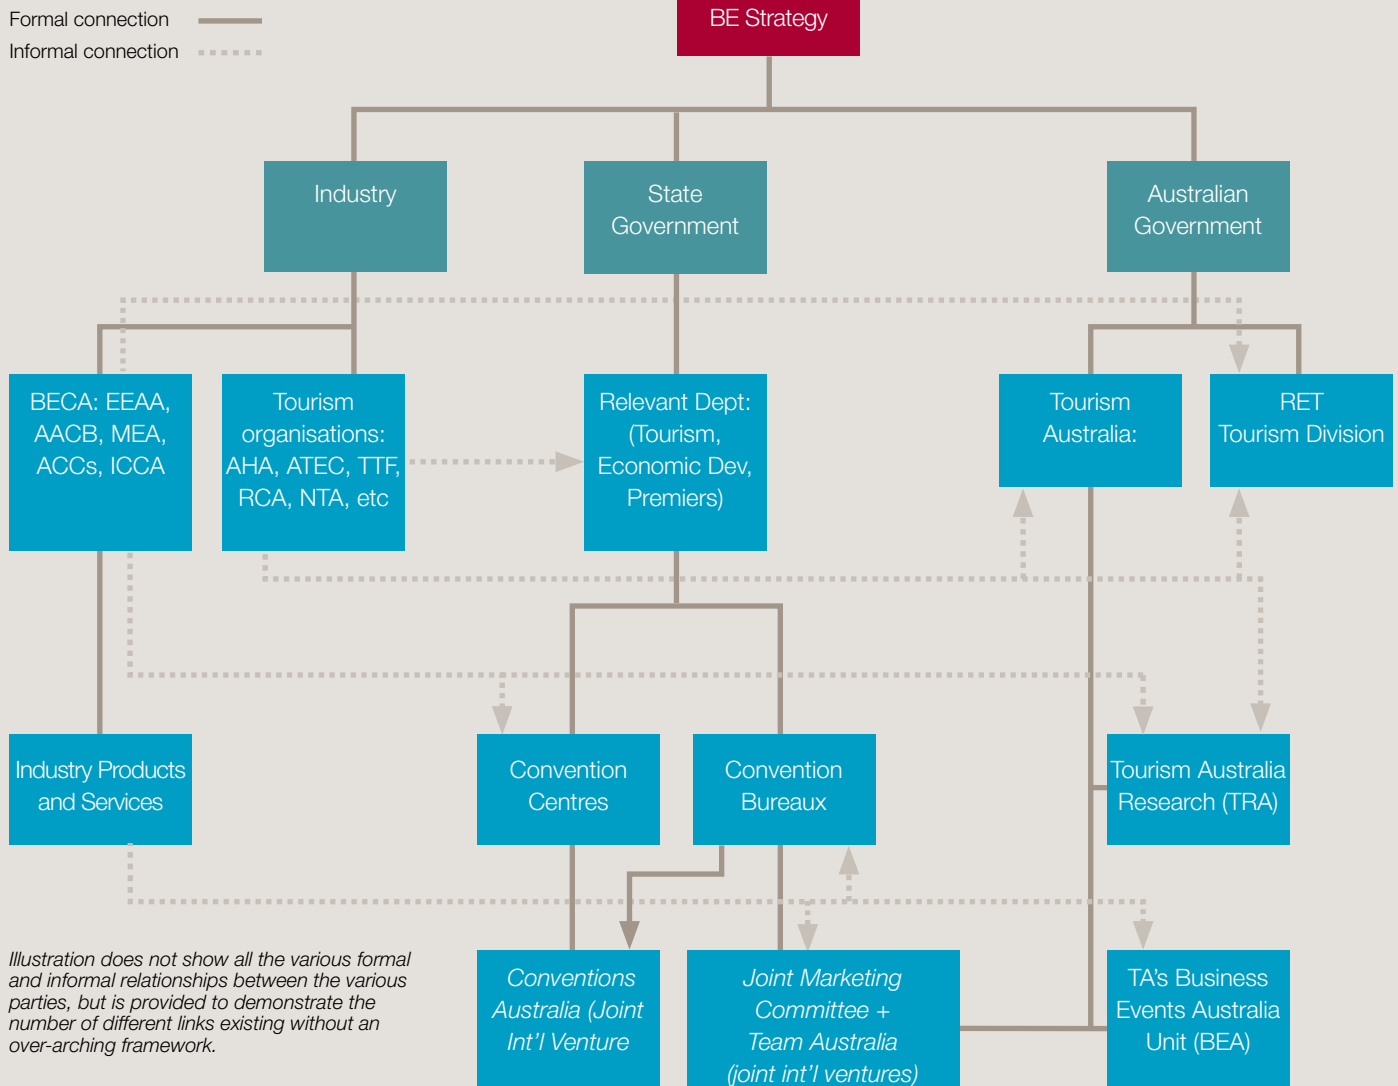 Formal connection
Informal connection
BE Strategy
Industry
State
Government
Australian
Government
BECA: EEAA,
AACB, MEA,
ACCs, ICCA
Tourism
organisations:
AHA, ATEC, TTF,
RCA, NTA, etc
Relevant Dept:
(Tourism,
Economic Dev,
Premiers)
Tourism
Australia:
RET
Tourism Division
Industry Products
and Services
Convention
Centres
Convention
Bureaux
Tourism Australia
Research (TRA)
Illustration does not show all the various formal
and informal relationships between the various
parties, but is provided to demonstrate the
number of different links existing without an
over-arching framework.
Conventions
Australia (Joint
Int'l Venture
Joint Marketing
Committee +
Team Australia
(joint int'l ventures)
TA's Business
Events Australia
Unit (BEA)